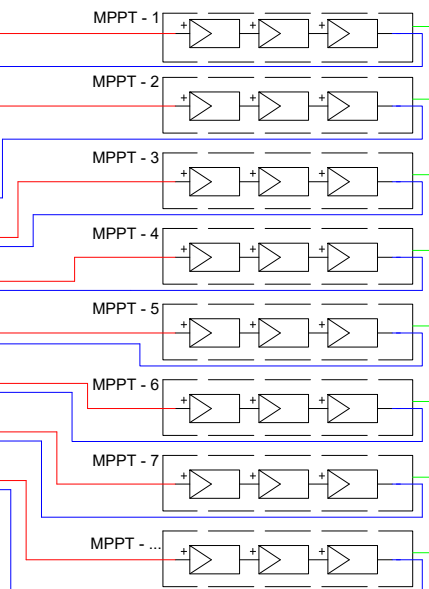 MPPT - 1
+ + +
MPPT - 2
+ + +
MPPT - 3
+ + +
MPPT - 4
+ + +
MPPT - 5
+ + +
MPPT - 6
+ + +
MPPT - 7
+ + +
MPPT - ...
+ + +